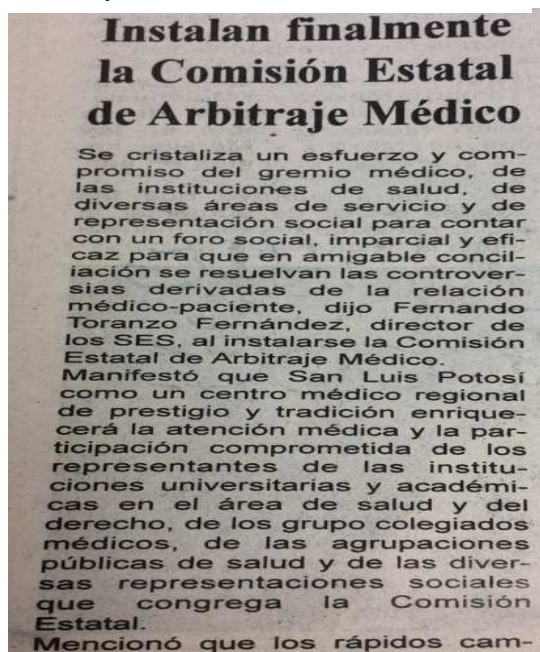 Instalan finalmente
la Comisión Estatal
de Arbitraje Médico
Se cristaliza un esfuerzo y com-
promiso del gremio médico, de
las instituciones de salud, de
diversas áreas de servicio y de
representación social para contar
con un foro social, imparcial y efi-
caz para que en amigable concil-
iación se resuelvan las controver-
sias derivadas de la relación
médico-paciente, dijo Fernando
Toranzo Fernández, director de
los SES, al instalarse la Comisión
Estatal de Arbitraje Médico.
Manifestó que San Luis Potosí
como un centro médico regional
de prestigio y tradición enrique-
cerá la atención médica y la par-
ticipación comprometida de los
representantes de las institu-
ciones universitarias y académi-
cas en el área de salud y del
derecho, de los grupo colegiados
médicos, de las agrupaciones
públicas de salud y de las diver-
sas representaciones sociales
que congrega la Comisión
Estatal.
Mencionó que los rápidos cam-